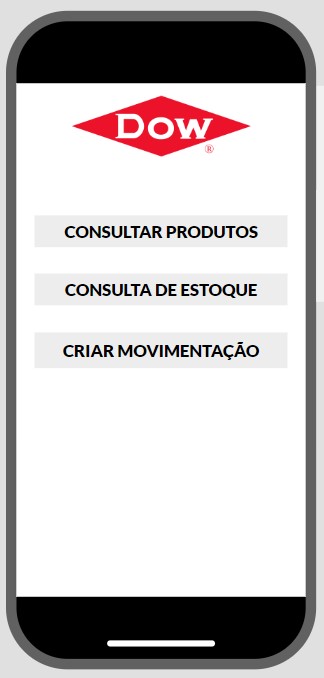 Dow
®
CONSULTAR PRODUTOS
CONSULTA DE ESTOQUE
CRIAR MOVIMENTAÇÃO